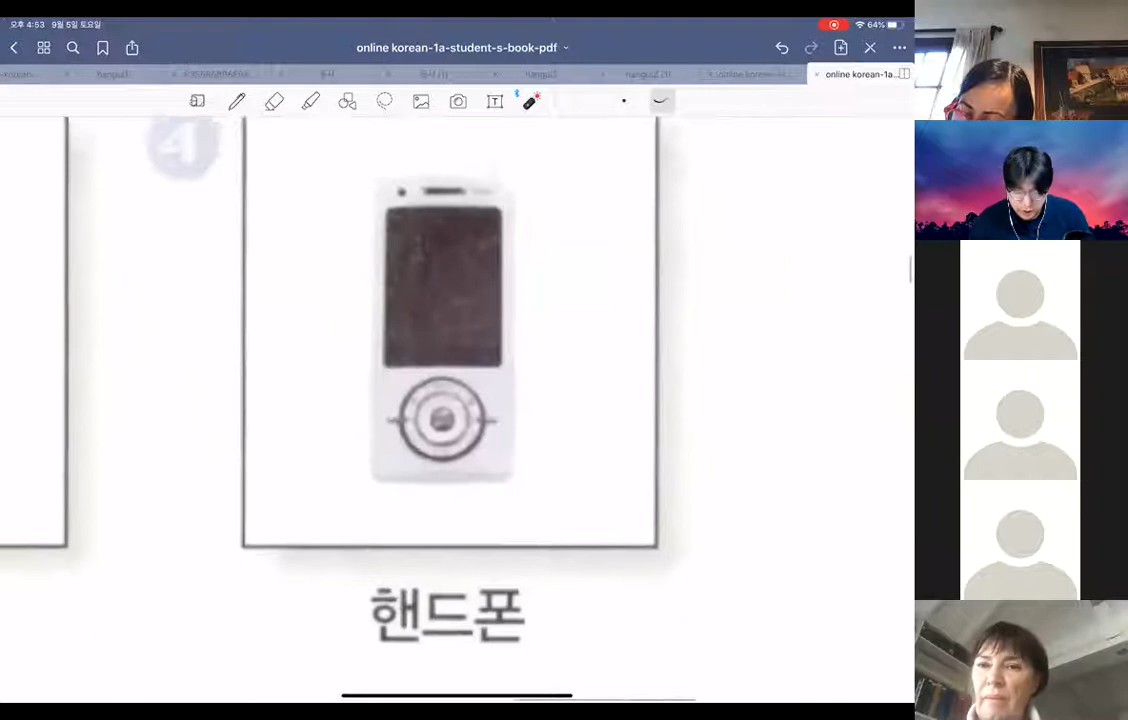 오후 4:53 9월 5일 토요일
64%
online korean-1a-student-s-book-pdf
hangul2
online korean-1a...
T
4
핸드폰